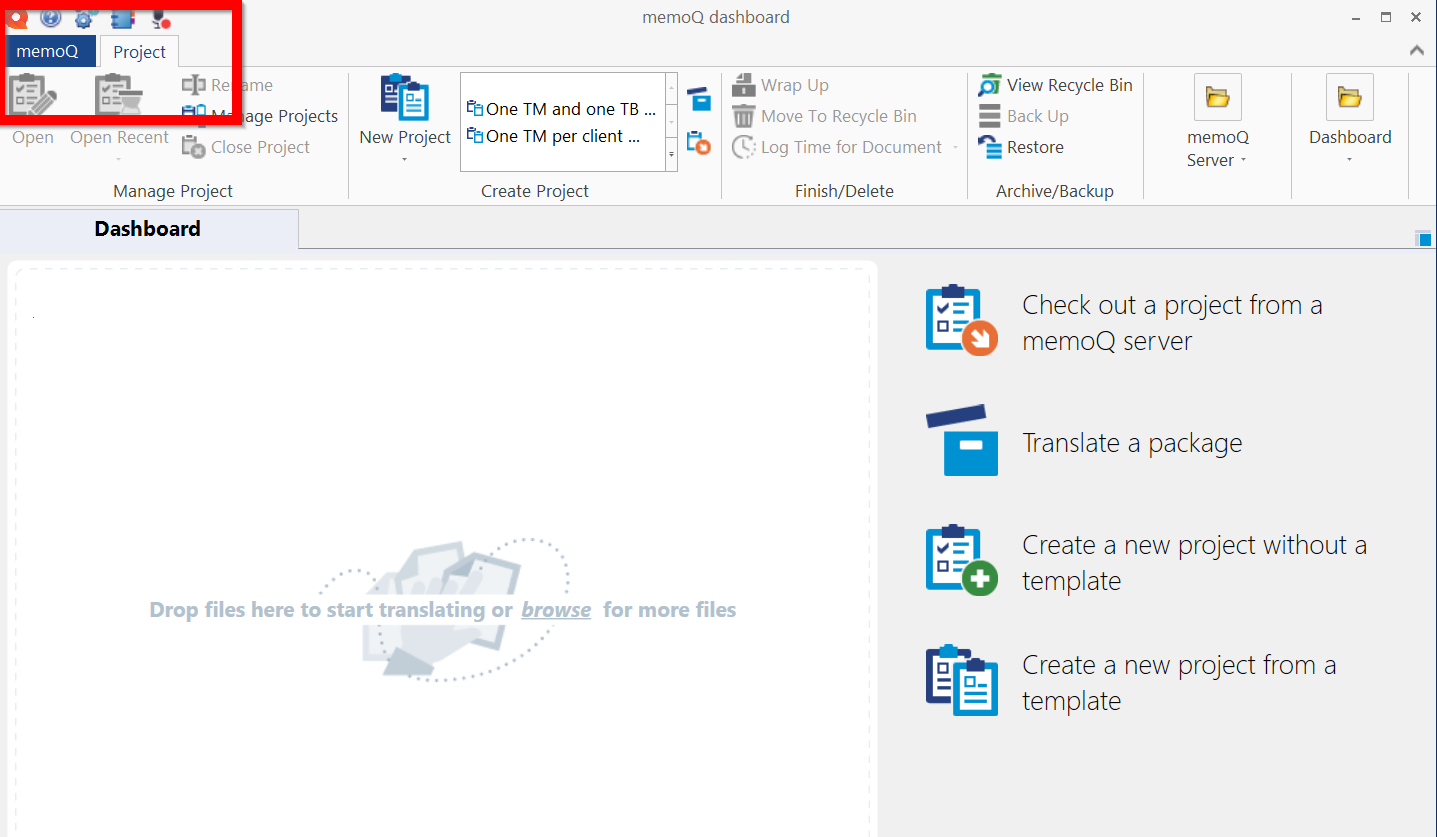 memoQ dashboard
memoQ
Project
Open
Open Recent
Rename
Manage Projects
Close Project
Manage Project
New Project
One TM and one TB ...
One TM per client ...
Create Project
Wrap Up
Move To Recycle Bin
Log Time for Document
Finish/Delete
View Recycle Bin
Back Up
Restore
Archive/Backup
memoQ
Server
Dashboard
Dashboard
Drop files here to start translating or browse for more files
Check out a project from a
memoQ server
Translate a package
Create a new project without a
template
Create a new project from a
template